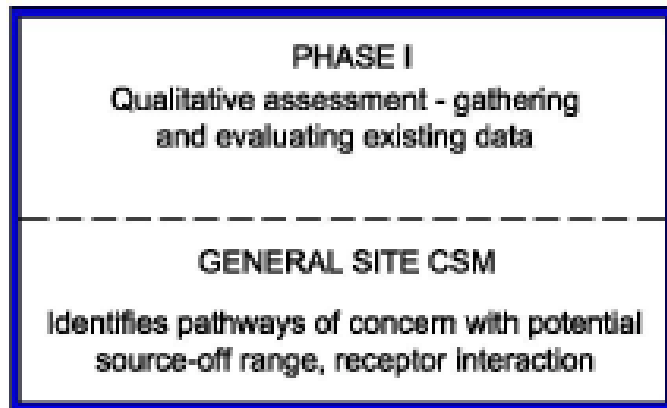 PHASE I
Qualitative assessment - gathering
and evaluating existing data
GENERAL SITE CSM
Identifies pathways of concern with potential
source-off range, receptor interaction